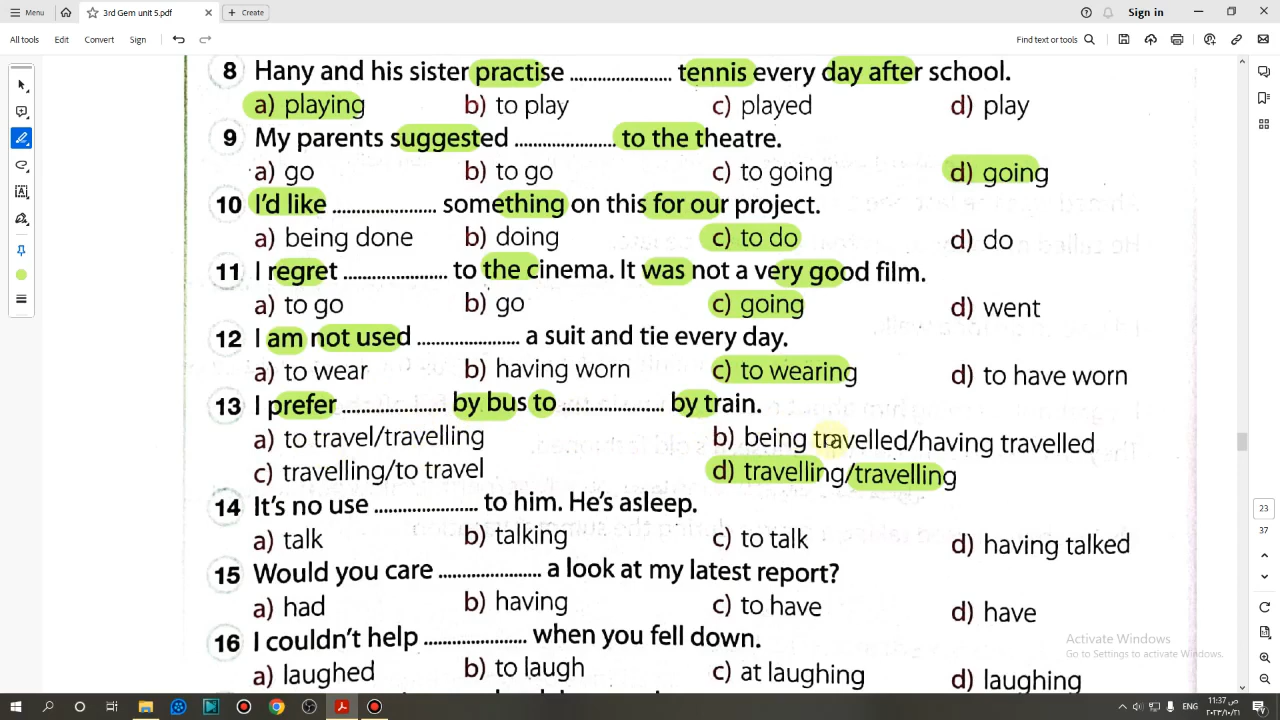 Menu
3rd Gem unit 5.pdf
Create
Sign in
All tools
Edit
Convert
Sign
Find text or tools
8 Hany and his sister practise .................... tennis every day after school.
a) playing b) to play c) played d) play
9 My parents suggested .................... to the theatre.
a) go b) to go c) to going d) going
10 I'd like .................... something on this for our project.
a) being done b) doing c) to do d) do
11 I regret .................... to the cinema. It was not a very good film.
a) to go b) go c) going d) went
12 I am not used .................... a suit and tie every day.
a) to wear b) having worn c) to wearing d) to have worn
13 I prefer .................... by bus to .................... by train.
a) to travel/travelling b) being travelled/having travelled
c) travelling/to travel d) travelling/travelling
14 It's no use .................... to him. He's asleep.
a) talk b) talking c) to talk d) having talked
15 Would you care .................... a look at my latest report?
a) had b) having c) to have d) have
16 I couldn't help .................... when you fell down.
a) laughed b) to laugh c) at laughing d) laughing
23
37
Activate Windows
Go to Settings to activate Windows.
ENG
11:37 ص